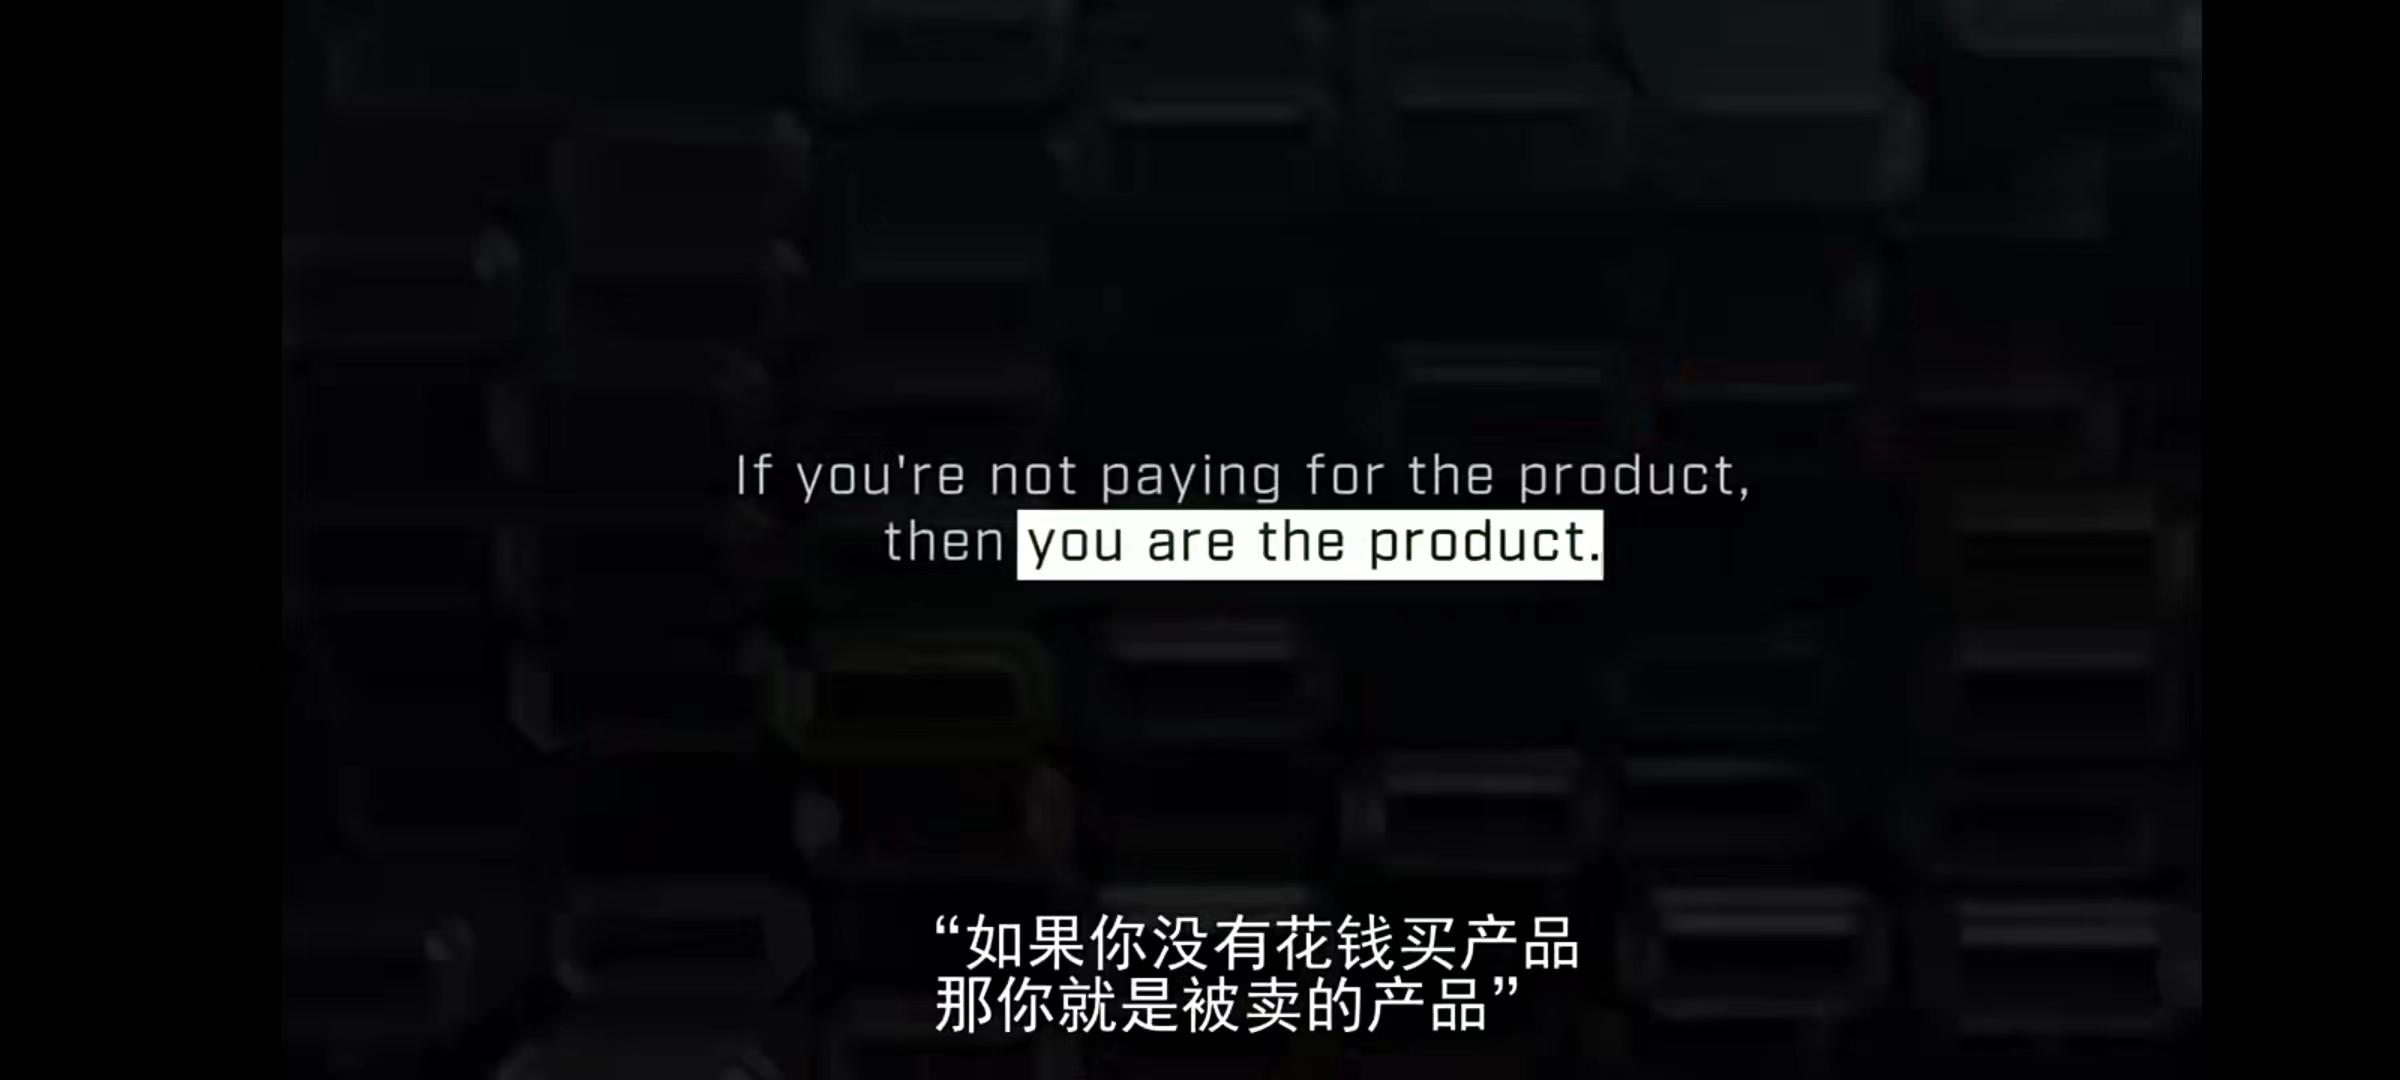 If you're not paying for the product,
then you are the product.
“如果你没有花钱买产品
那你就是被卖的产品”